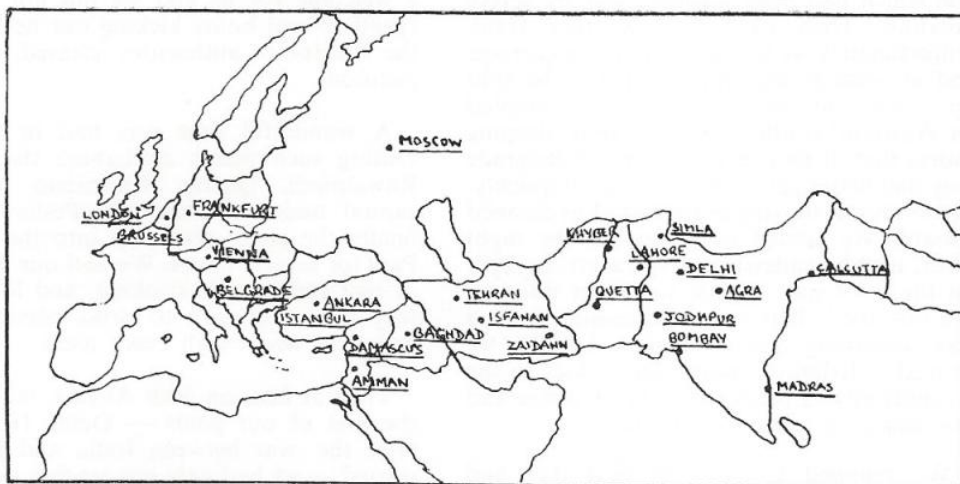 MOSCOW
LONDON
FRANKFURT
BRUSSELS
VIENNA
BELGRADE
ANKARA
ISTANBUL
DAMASCUS
AMMAN
BAGHDAD
TEHRAN
ISFAHAN
ZAIDAHN
KHYBER
SIMLA
LAHORE
DELHI
QUETTA
AGRA
JODHPUR
BOMBAY
CALCUTTA
MADRAS